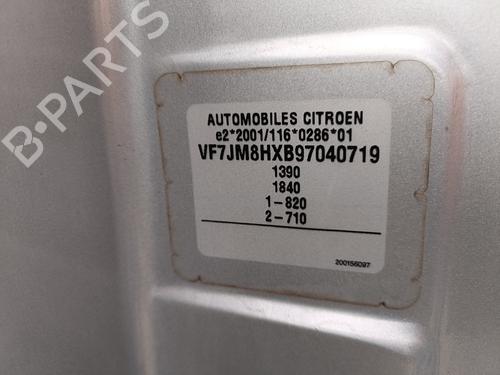 B-PARTS
AUTOMOBILES CITROEN
e2*2001/116*0286*01
VF7JM8HXB97040719
1390
1840
1-820
2-710
200156097